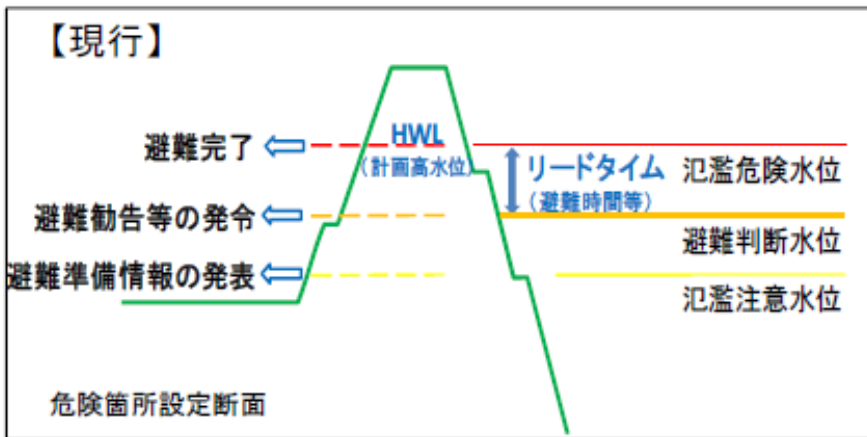 【現行】
避難完了
HWL
(計画高水位)
リードタイム
(避難時間等)
氾濫危険水位
避難勧告等の発令
避難判断水位
避難準備情報の発表
氾濫注意水位
危険箇所設定断面